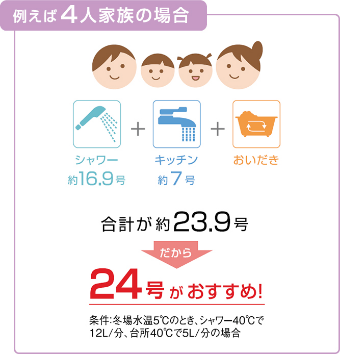 例えば4人家族の場合
シャワー + キッチン + おいだき
約16.9号 約7号
合計が約23.9号
だから
24号がおすすめ!
条件:冬場水温5℃のとき、シャワー40℃で
12L/分、台所40℃で5L/分の場合